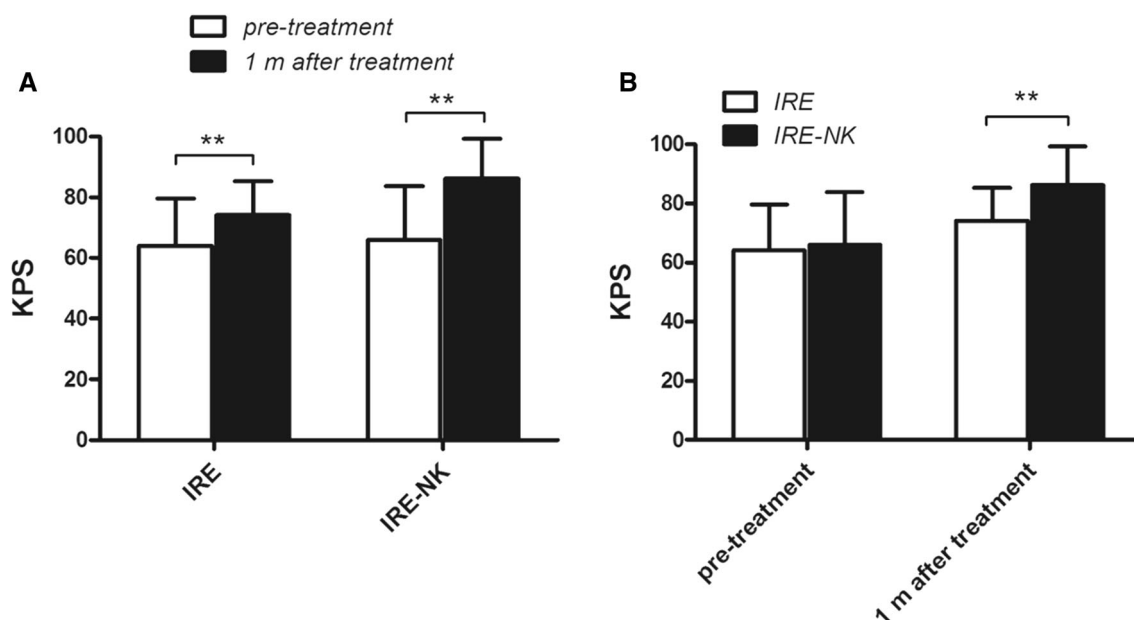 A
pre-treatment
1 m after treatment
KPS
100
80
60
40
20
0
**
**
IRE
IRE-NK
B
IRE
IRE-NK
KPS
100
80
60
40
20
0
**
pre-treatment
1 m after treatment